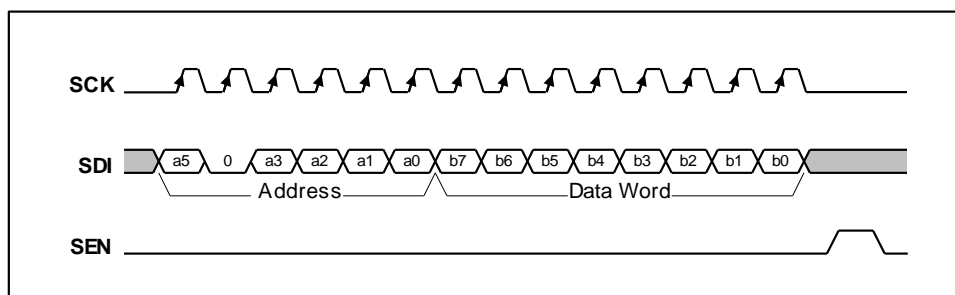 SCK
SDI a5 0 a3 a2 a1 a0 b7 b6 b5 b4 b3 b2 b1 b0
Address Data Word
SEN